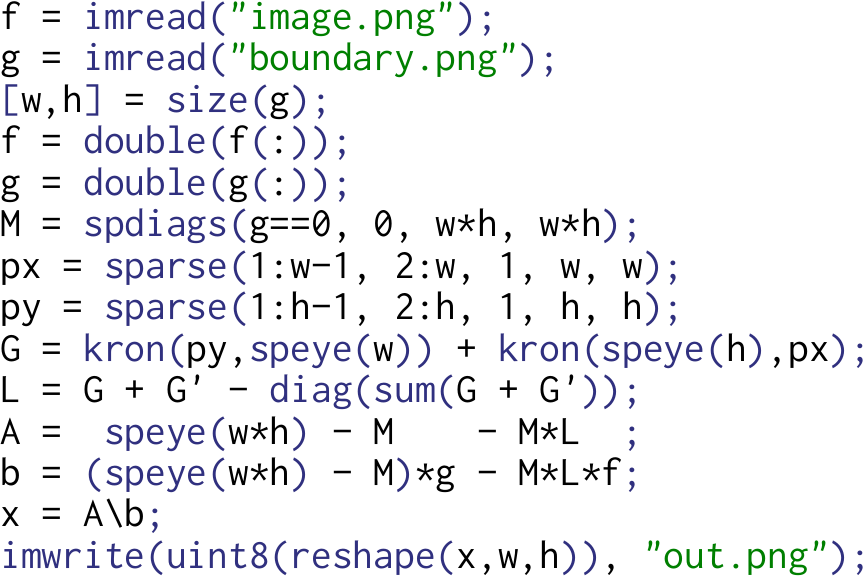 f = imread("image.png");
g = imread("boundary.png");
[w,h] = size(g);
f = double(f(:));
g = double(g(:));
M = spdiags(g==0, 0, w*h, w*h);
px = sparse(1:w-1, 2:w, 1, w, w);
py = sparse(1:h-1, 2:h, 1, h, h);
G = kron(py,speye(w)) + kron(speye(h),px);
L = G + G' - diag(sum(G + G'));
A =  speye(w*h) - M    - M*L  ;
b = (speye(w*h) - M)*g - M*L*f;
x = A\b;
imwrite(uint8(reshape(x,w,h)), "out.png");